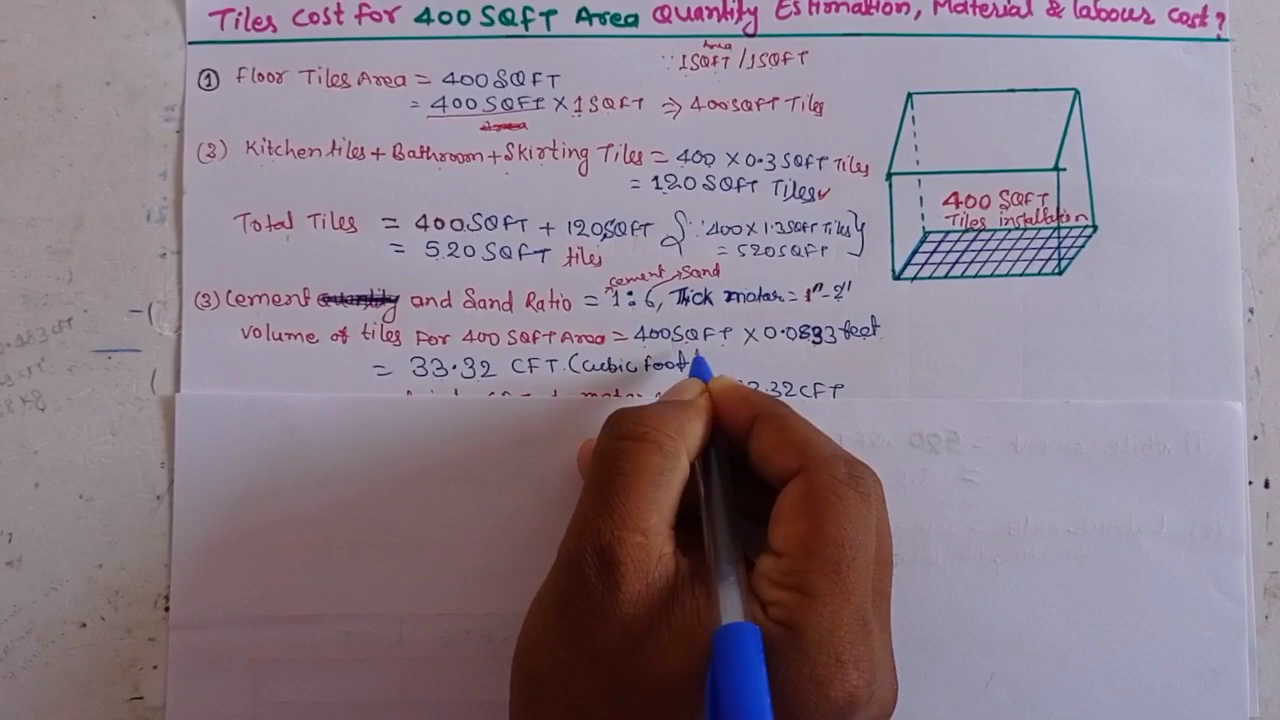 Tiles Cost for 400 SQFT Area Quantity Estimation, Material & labour cost?
Area
∵ 1SQFT /1SQFT
① Floor Tiles Area = 400 SQFT
= 400 SQFT × 1 SQFT ⇒ 400 SQFT Tiles
(2) Kitchen tiles + Bathroom + Skirting Tiles = 400 × 0.3 SQFT Tiles
= 120 SQFT Tiles
Total Tiles = 400 SQFT + 120 SQFT { ∵ 400 × 1.3 SQFT Tiles }
= 520 SQFT tiles = 520 SQFT
400 SQFT
Tiles installation
cement → Sand
(3) Cement and Sand Ratio = 1:6, Thick motar = 1"-2"
Volume of tiles for 400 SQFT Area = 400 SQFT × 0.0833 feet
= 33.32 CFT (Cubic foot
.32 CFT